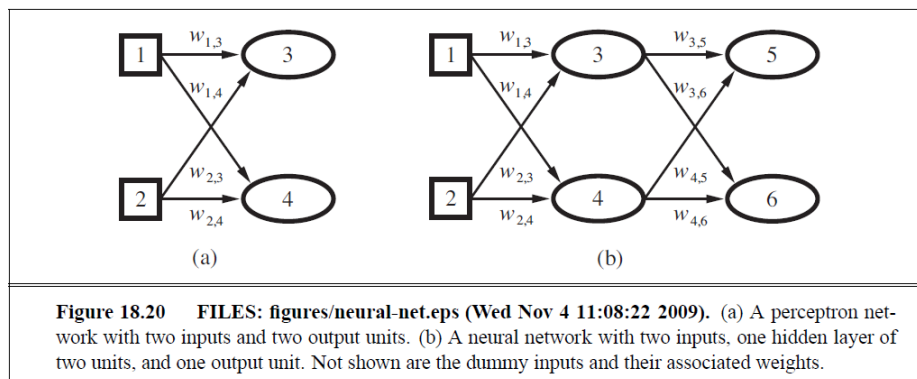 w1,3 w1,3 w3,5
1 3 1 3 5
w1,4 w1,4 w3,6
w2,3 w2,3 w4,5
2 4 2 4 6
w2,4 w2,4 w4,6
(a) (b)
Figure 18.20 FILES: figures/neural-net.eps (Wed Nov 4 11:08:22 2009). (a) A perceptron net-
work with two inputs and two output units. (b) A neural network with two inputs, one hidden layer of
two units, and one output unit. Not shown are the dummy inputs and their associated weights.